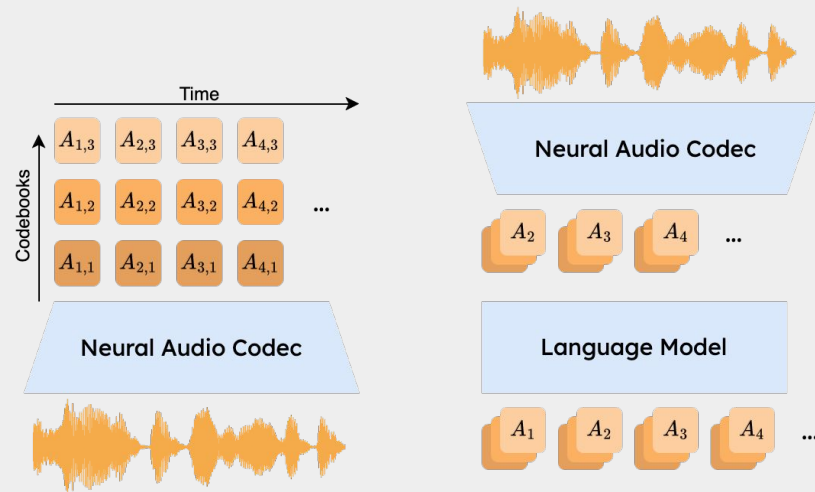 Time
Codebooks
A1,3 A2,3 A3,3 A4,3
A1,2 A2,2 A3,2 A4,2 ...
A1,1 A2,1 A3,1 A4,1
Neural Audio Codec
Neural Audio Codec
A2 A3 A4 ...
Language Model
A1 A2 A3 A4 ...